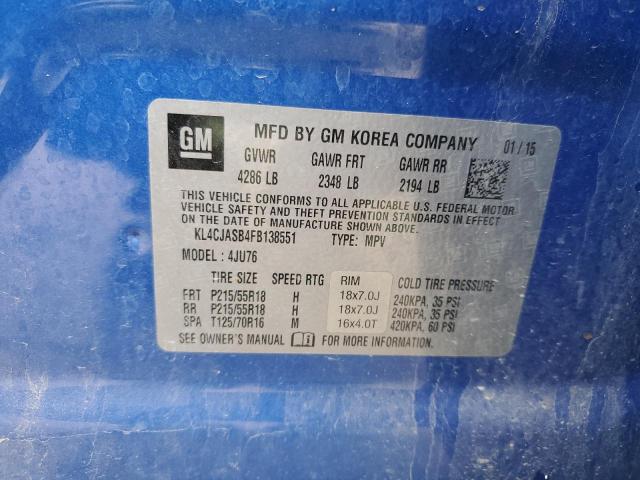 GM MFD BY GM KOREA COMPANY 01 / 15
GVWR GAWR FRT GAWR RR
4286 LB 2348 LB 2194 LB
THIS VEHICLE CONFORMS TO ALL APPLICABLE U.S. FEDERAL MOTOR
VEHICLE SAFETY AND THEFT PREVENTION STANDARDS IN EFFECT
ON THE DATE OF MANUFACTURE SHOWN ABOVE.
KL4CJASB4FB138551 TYPE: MPV
MODEL : 4JU76
TIRE SIZE SPEED RTG RIM COLD TIRE PRESSURE
FRT P215/55R18 H 18x7.0J 240KPA, 35 PSI
RR P215/55R18 H 18x7.0J 240KPA, 35 PSI
SPA T125/70R16 M 16x4.0T 420KPA, 60 PSI
SEE OWNER'S MANUAL FOR MORE INFORMATION